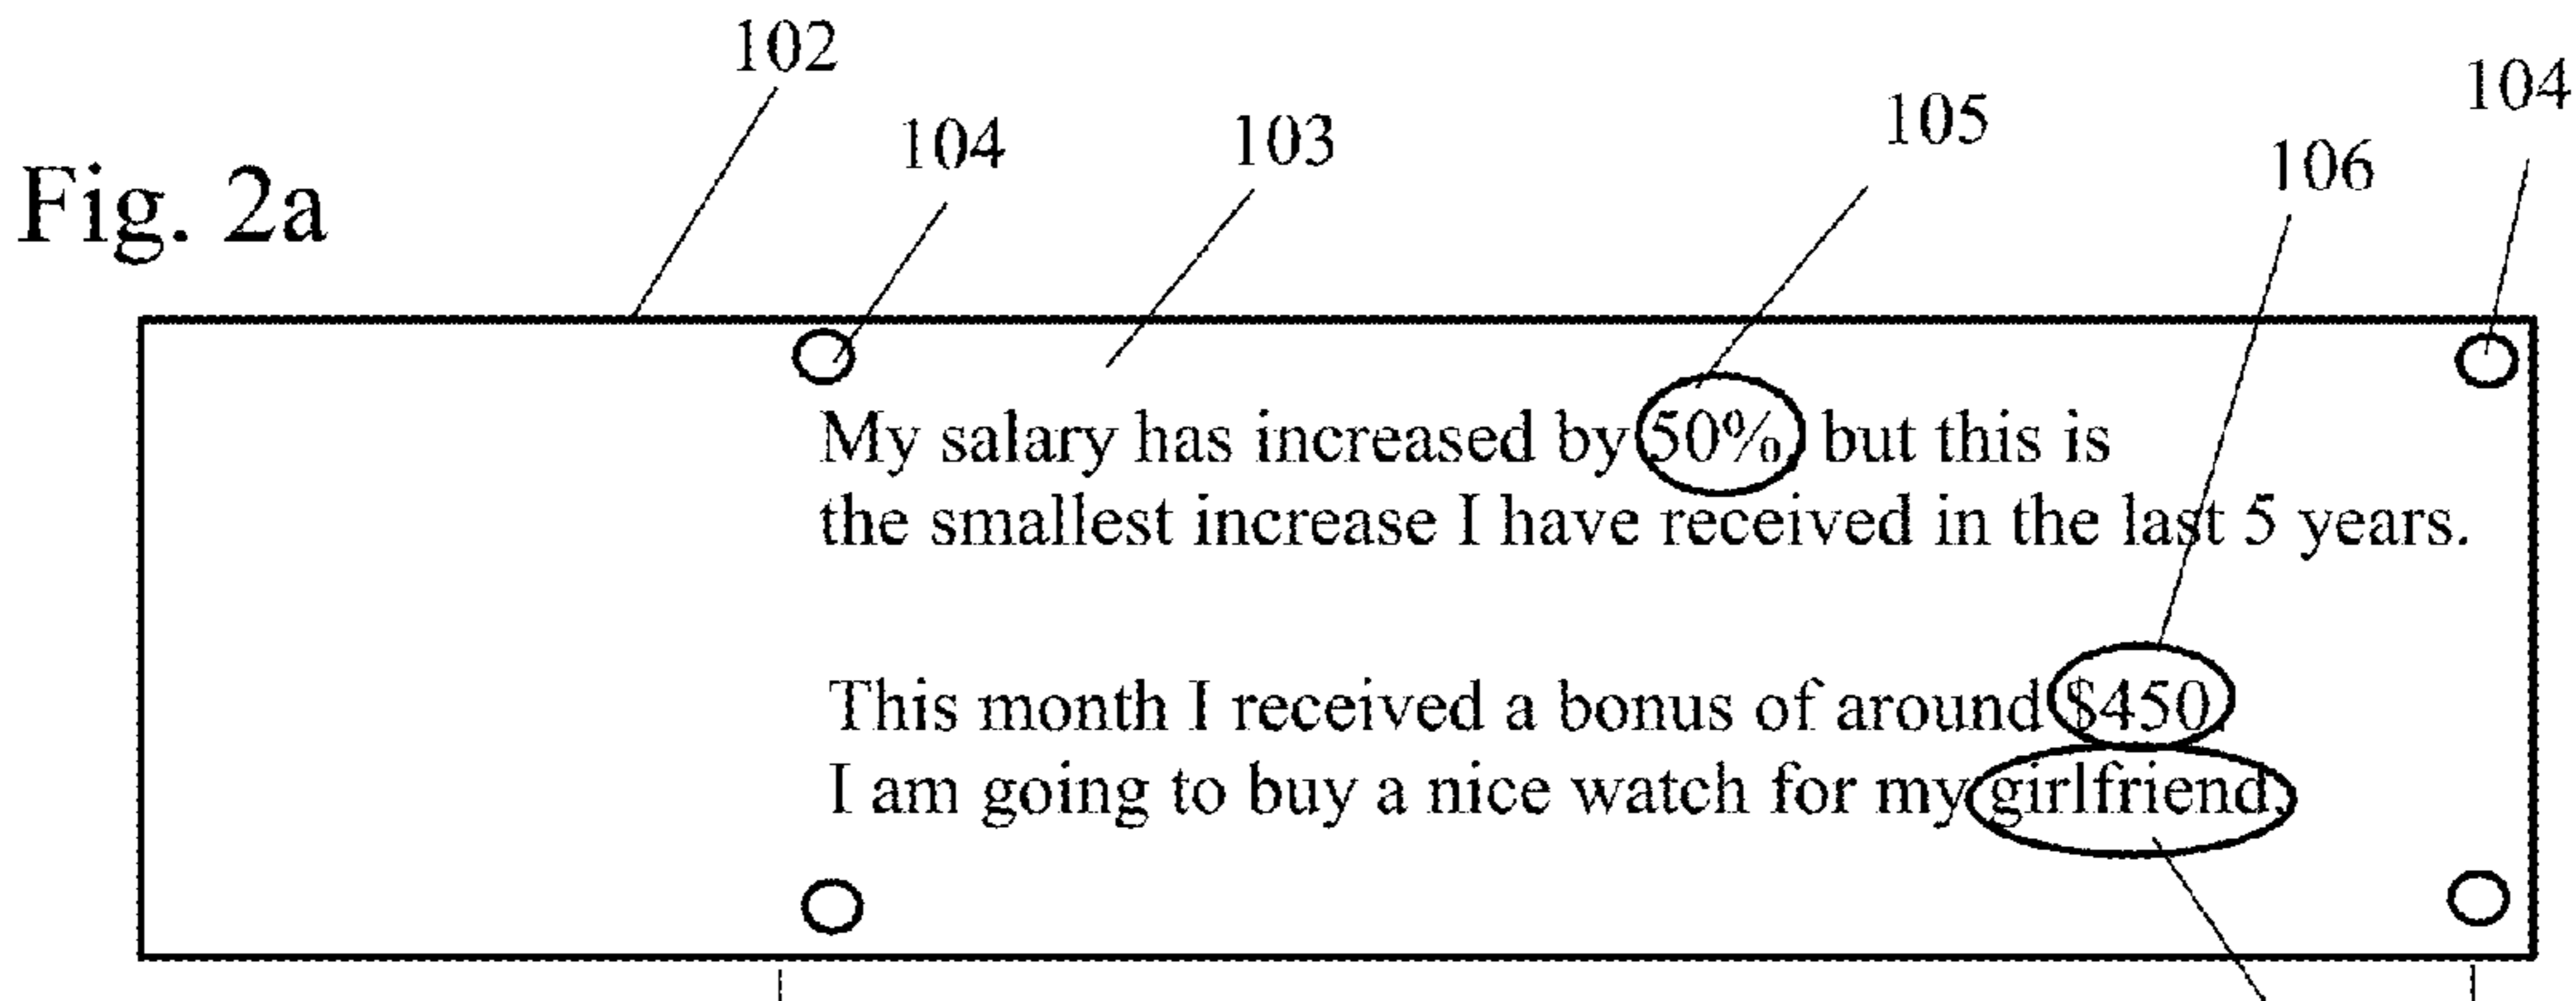 102
104
104 103
105
106
Fig. 2a
My salary has increased by 50%, but this is
the smallest increase I have received in the last 5 years.
This month I received a bonus of around $450.
I am going to buy a nice watch for my girlfriend.